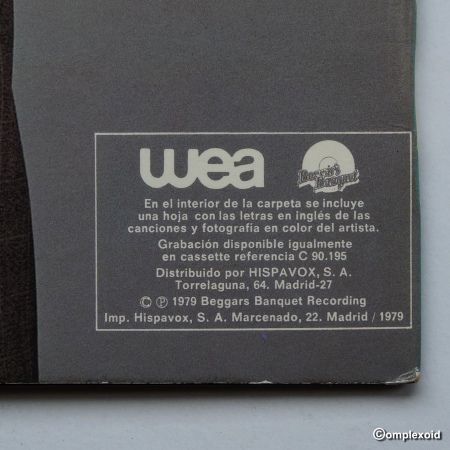 wea
Beggars Banquet
En el interior de la carpeta se incluye
una hoja con las letras en inglés de las
canciones y fotografia en color del artista.
Grabación disponible igualmente
en cassette referencia C 90.195
Distribuido por HISPAVOX, S. A.
Torrelaguna, 64. Madrid-27
© ℗ 1979 Beggars Banquet Recording
Imp. Hispavox, S. A. Marcenado, 22. Madrid / 1979
©omplexoid